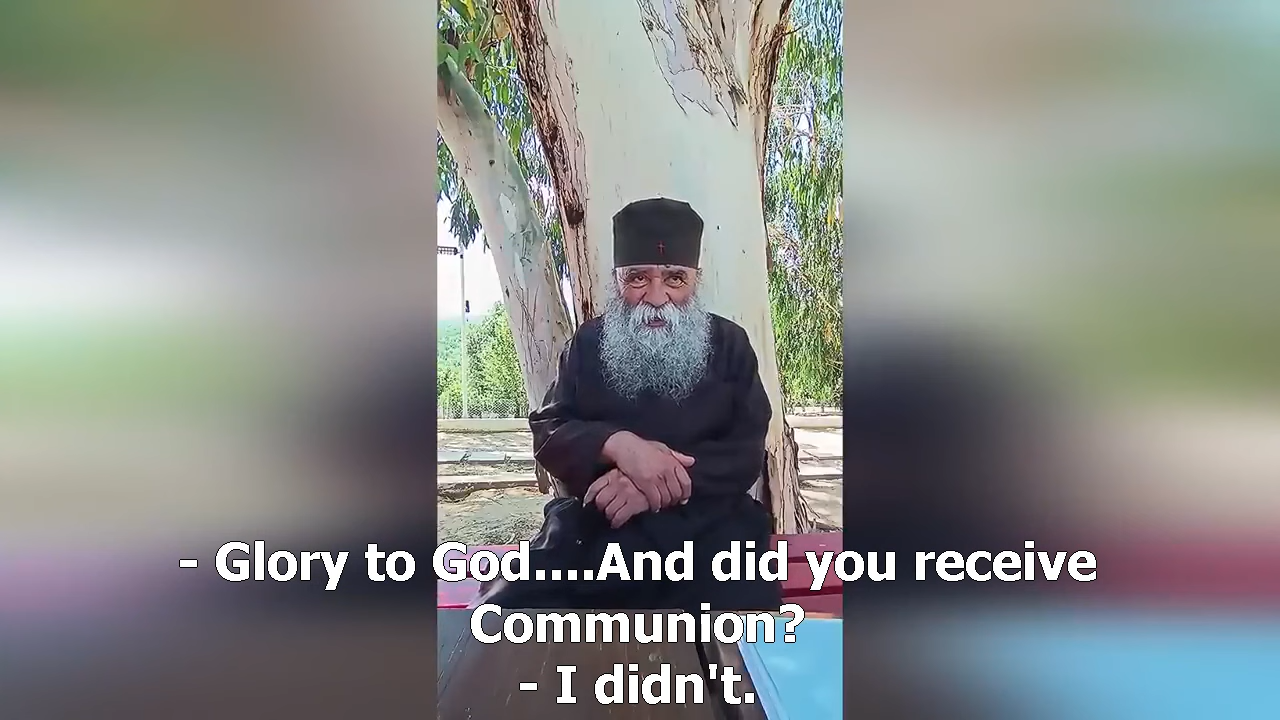 - Glory to God....And did you receive
Communion?
- I didn't.